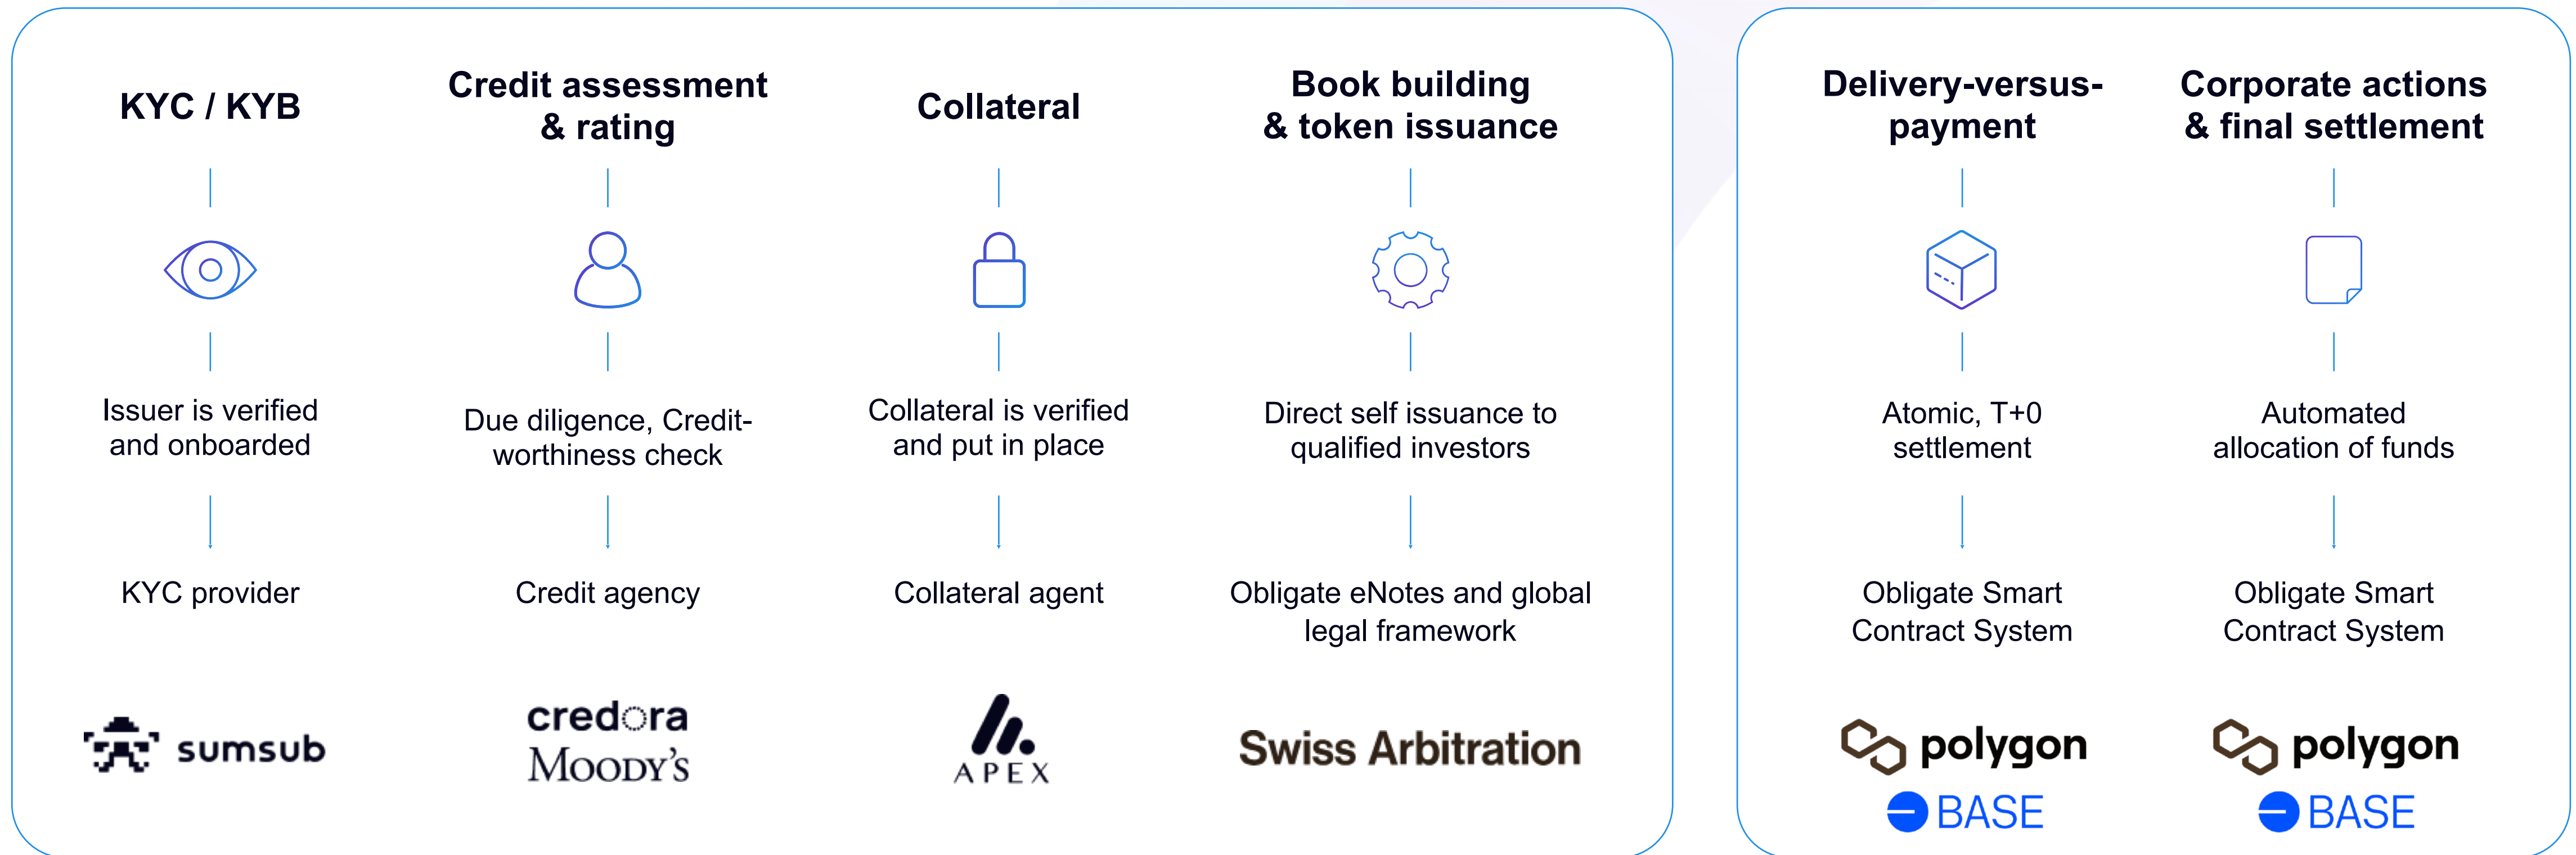 KYC / KYB
Issuer is verified
and onboarded
KYC provider
sumsub
Credit assessment
& rating
Due diligence, Credit-
worthiness check
Credit agency
credora
MOODY'S
Collateral
Collateral is verified
and put in place
Collateral agent
APEX
Book building
& token issuance
Direct self issuance to
qualified investors
Obligate eNotes and global
legal framework
Swiss Arbitration
Delivery-versus-
payment
Atomic, T+0
settlement
Obligate Smart
Contract System
polygon
BASE
Corporate actions
& final settlement
Automated
allocation of funds
Obligate Smart
Contract System
polygon
BASE